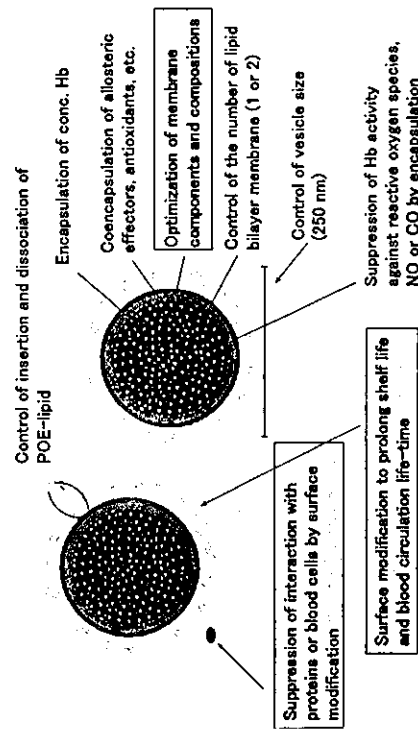 Control of insertion and dissociation of
POE-lipid
Encapsulation of conc. Hb
Coencapsulation of allosteric
effectors, antioxidants, etc.
Optimization of membrane
components and compositions
Control of the number of lipid
bilayer membrane (1 or 2)
Control of vesicle size
(250 nm)
Suppression of Hb activity
against reactive oxygen species,
NO or CO by encapsulation
Suppression of interaction with
proteins or blood cells by surface
modification
Surface modification to prolong shelf life
and blood circulation life-time